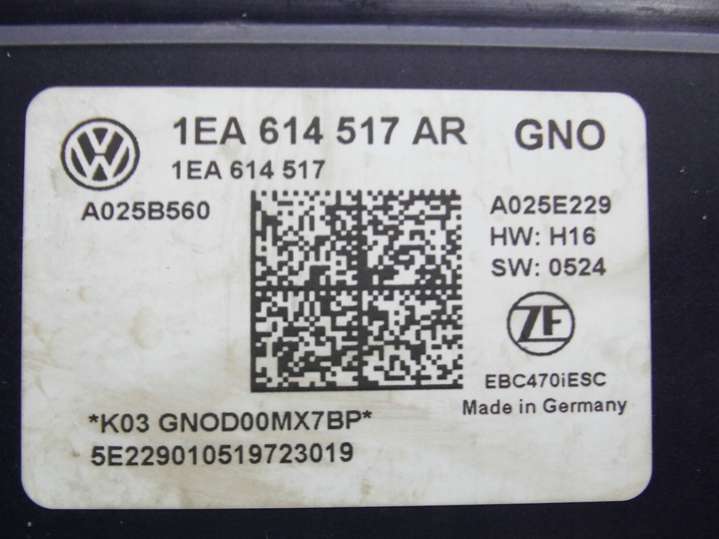 1EA 614 517 AR GNO
1EA 614 517
A025B560
A025E229
HW: H16
SW: 0524
ZF
EBC470iESC
Made in Germany
*K03 GNOD00MX7BP*
5E229010519723019